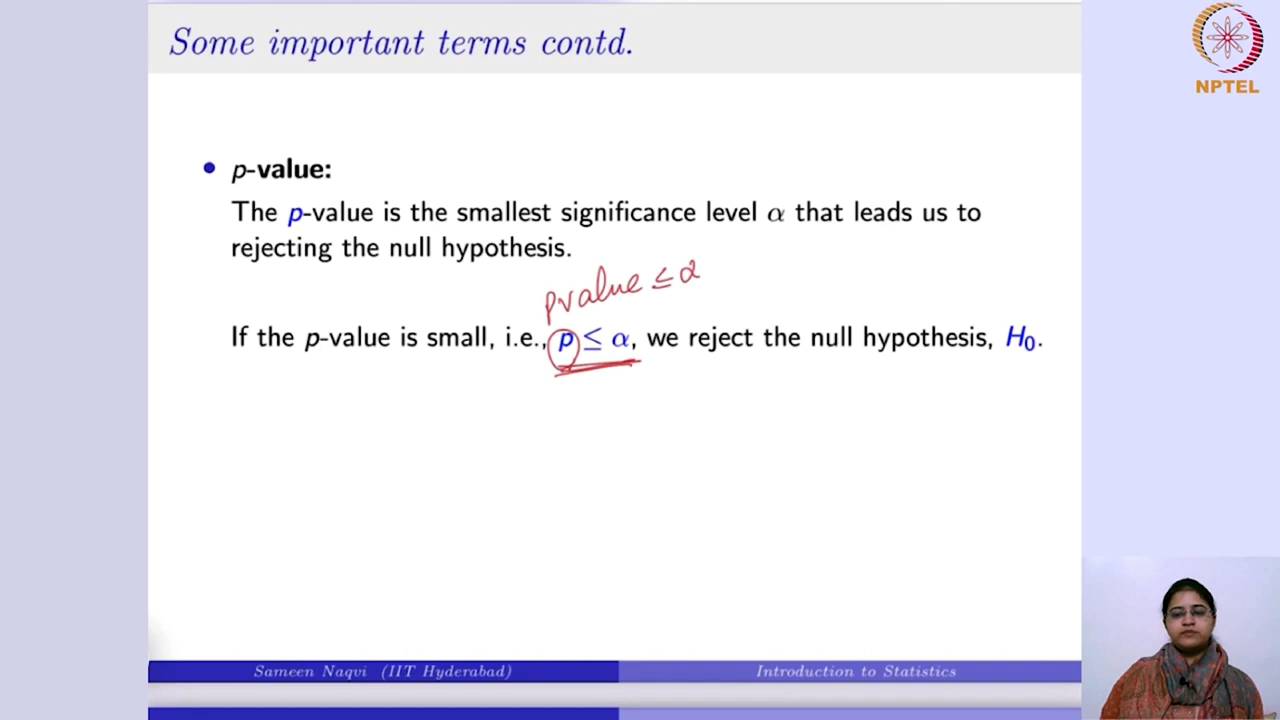 Some important terms contd.
NPTEL
• p-value:
The p-value is the smallest significance level α that leads us to
rejecting the null hypothesis.
pvalue ≤ α
If the p-value is small, i.e., p ≤ α, we reject the null hypothesis, H₀.
Sameen Naqvi (IIT Hyderabad)
Introduction to Statistics